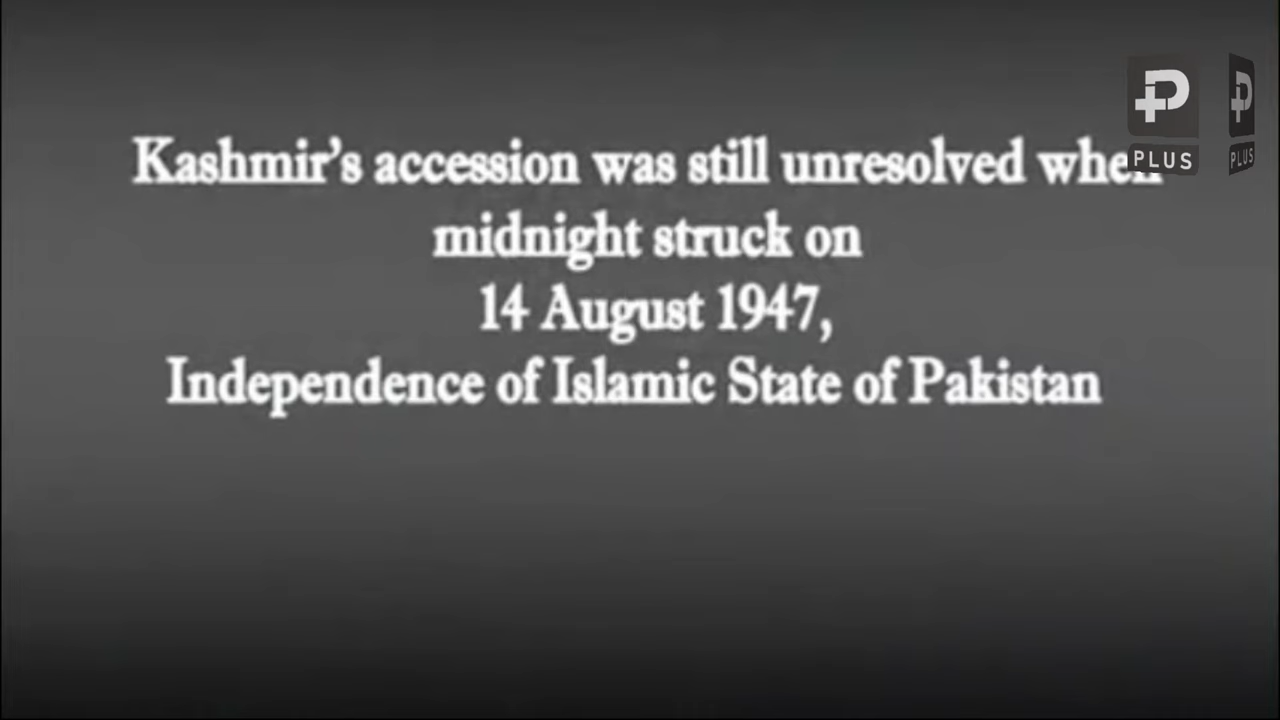 Kashmir's accession was still unresolved when
midnight struck on
14 August 1947,
Independence of Islamic State of Pakistan
PLUS
PLUS